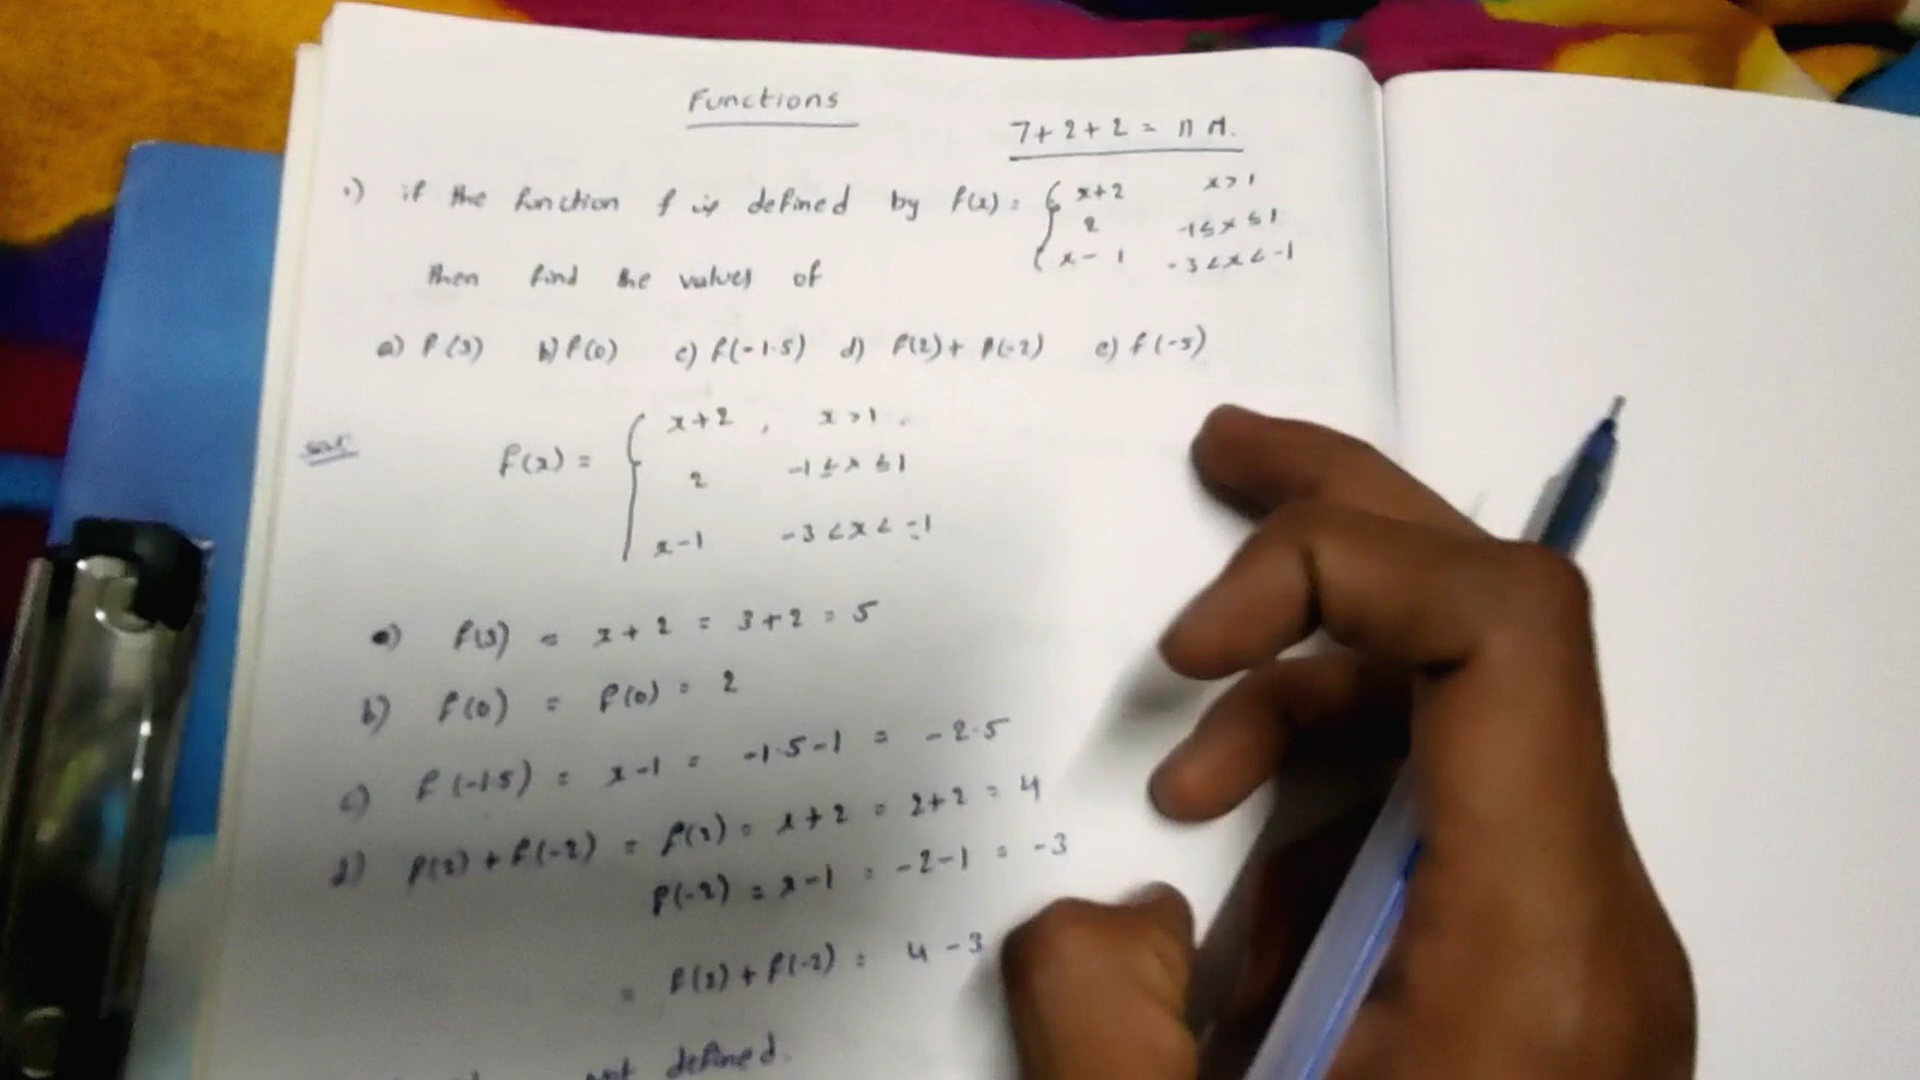 Functions
7+2+2 = 11 M.
1) if the function f is defined by f(x) = { x+2 x>1
2 -1≤x≤1
x-1 -3<x<-1
then find the values of
a) f(3) b) f(0) c) f(-1.5) d) f(2)+f(-2) e) f(-5)
Sol:
f(x) = { x+2 , x>1
2 -1≤x≤1
x-1 -3<x<-1
a) f(3) = x+2 = 3+2 = 5
b) f(0) = f(0) = 2
c) f(-1.5) = x-1 = -1.5-1 = -2.5
d) f(2)+f(-2) = f(2) = x+2 = 2+2 = 4
f(-2) = x-1 = -2-1 = -3
= f(2)+f(-2) = 4-3
not defined.